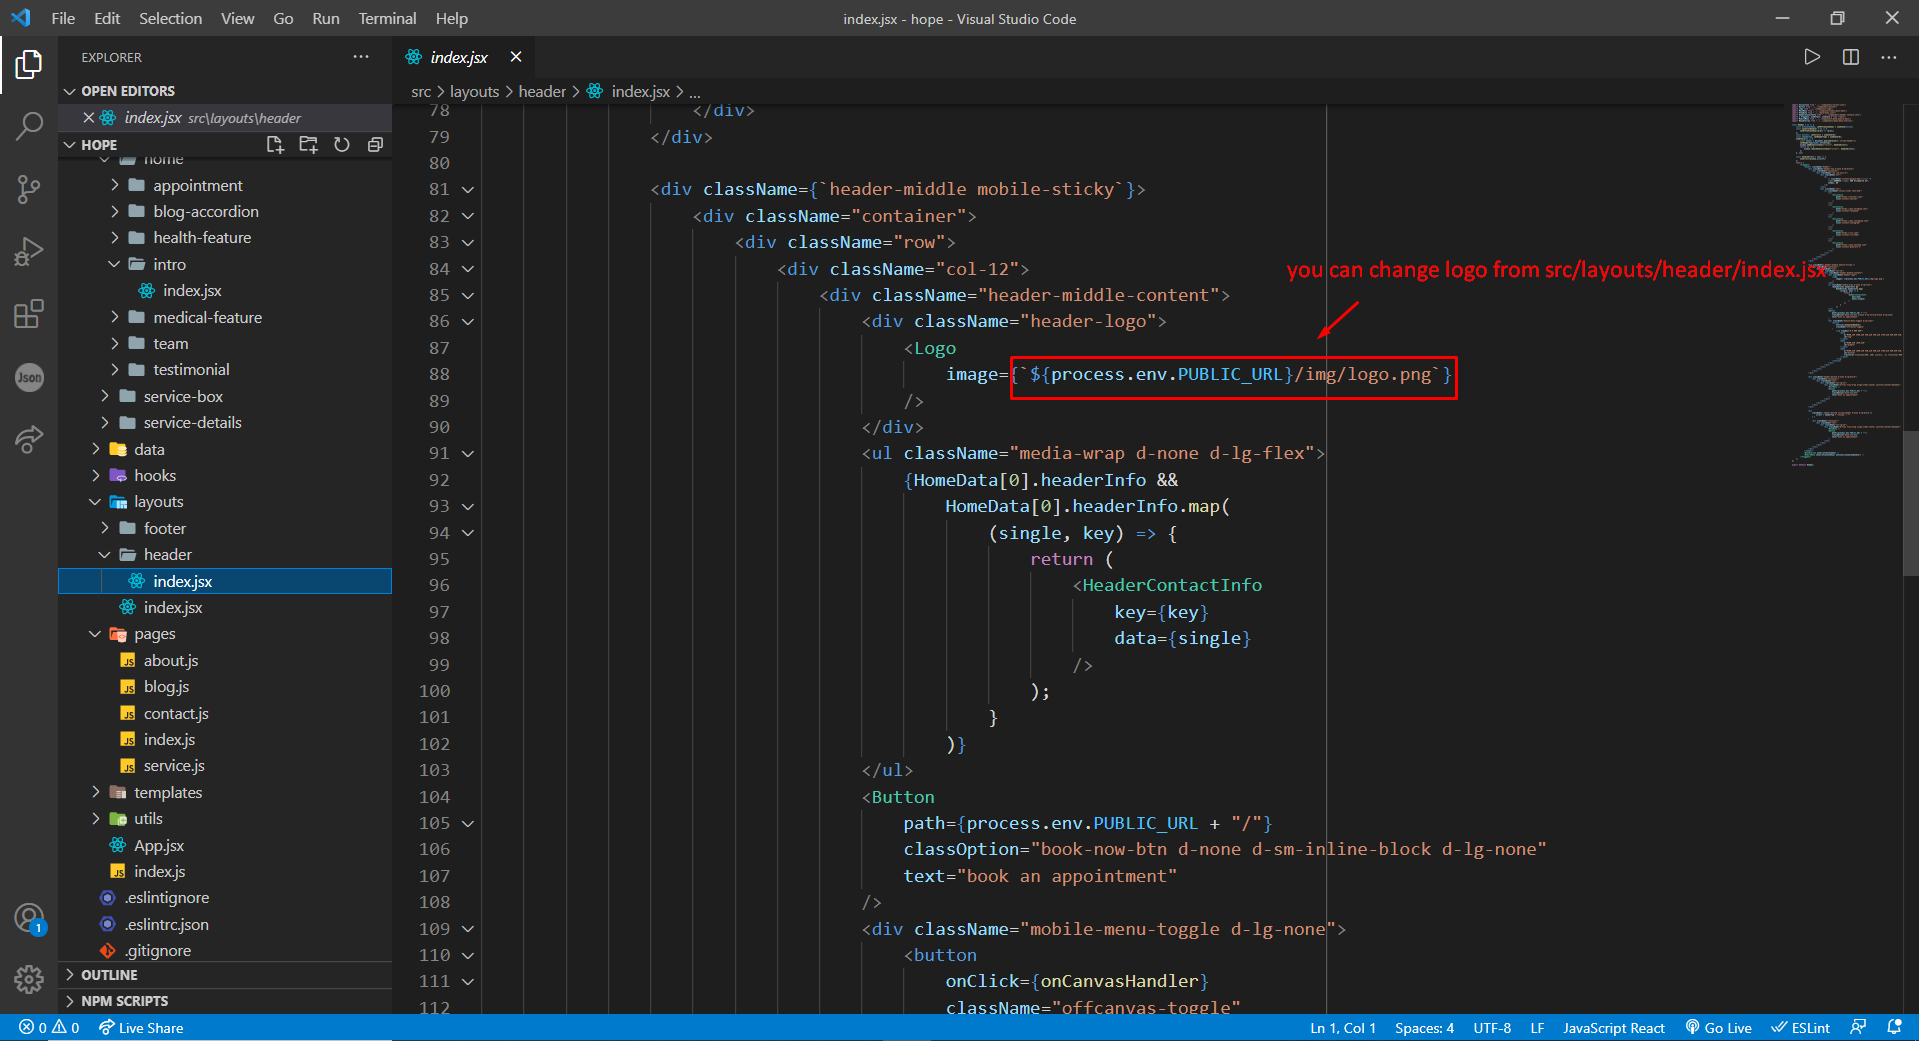 File Edit Selection View Go Run Terminal Help
index.jsx - hope - Visual Studio Code
EXPLORER
OPEN EDITORS
index.jsx src\layouts\header
HOPE
home
appointment
blog-accordion
health-feature
intro
index.jsx
medical-feature
team
testimonial
service-box
service-details
data
hooks
layouts
footer
header
index.jsx
index.jsx
pages
about.js
blog.js
contact.js
index.js
service.js
templates
utils
App.jsx
index.js
.eslintignore
.eslintrc.json
.gitignore
OUTLINE
NPM SCRIPTS
Json
1
index.jsx
src > layouts > header > index.jsx > ...
78 </div>
79 </div>
80
81 <div className={`header-middle mobile-sticky`}>
82 <div className="container">
83 <div className="row">
84 <div className="col-12">
you can change logo from src/layouts/header/index.jsx
85 <div className="header-middle-content">
86 <div className="header-logo">
87 <Logo
88 image={`${process.env.PUBLIC_URL}/img/logo.png`}
89 />
90 </div>
91 <ul className="media-wrap d-none d-lg-flex">
92 {HomeData[0].headerInfo &&
93 HomeData[0].headerInfo.map(
94 (single, key) => {
95 return (
96 <HeaderContactInfo
97 key={key}
98 data={single}
99 />
100 );
101 }
102 )}
103 </ul>
104 <Button
105 path={process.env.PUBLIC_URL + "/"}
106 classOption="book-now-btn d-none d-sm-inline-block d-lg-none"
107 text="book an appointment"
108 />
109 <div className="mobile-menu-toggle d-lg-none">
110 <button
111 onClick={onCanvasHandler}
112 className="offcanvas-toggle"
0 0 Live Share
Ln 1, Col 1 Spaces: 4 UTF-8 LF JavaScript React Go Live ESLint